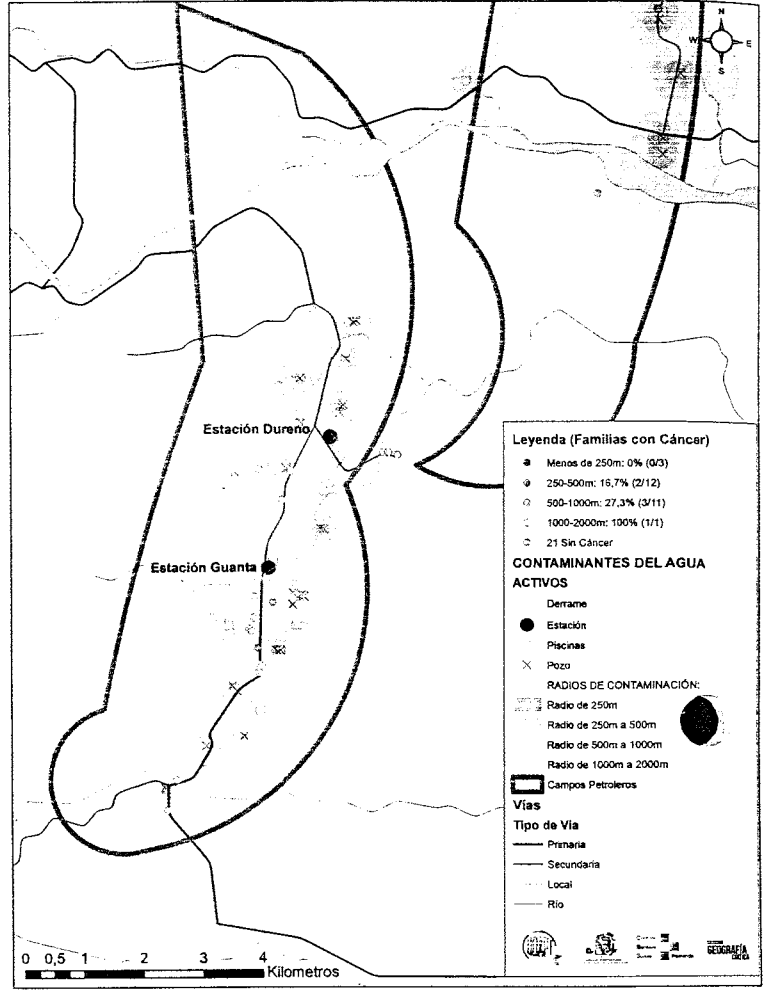 N
W E
S
Estación Dureno
Estación Guanta
Leyenda (Familias con Cáncer)
Menos de 250m: 0% (0/3)
250-500m: 16,7% (2/12)
500-1000m: 27,3% (3/11)
1000-2000m: 100% (1/1)
21 Sin Cáncer
CONTAMINANTES DEL AGUA
ACTIVOS
Derrame
Estación
Piscinas
Pozo
RADIOS DE CONTAMINACIÓN:
Radio de 250m
Radio de 250m a 500m
Radio de 500m a 1000m
Radio de 1000m a 2000m
Campos Petroleros
Vías
Tipo de Via
Primaria
Secundaria
Local
Río
GEOGRAFÍA
CRÍTICA
0 0,5 1 2 3 4
Kilometros